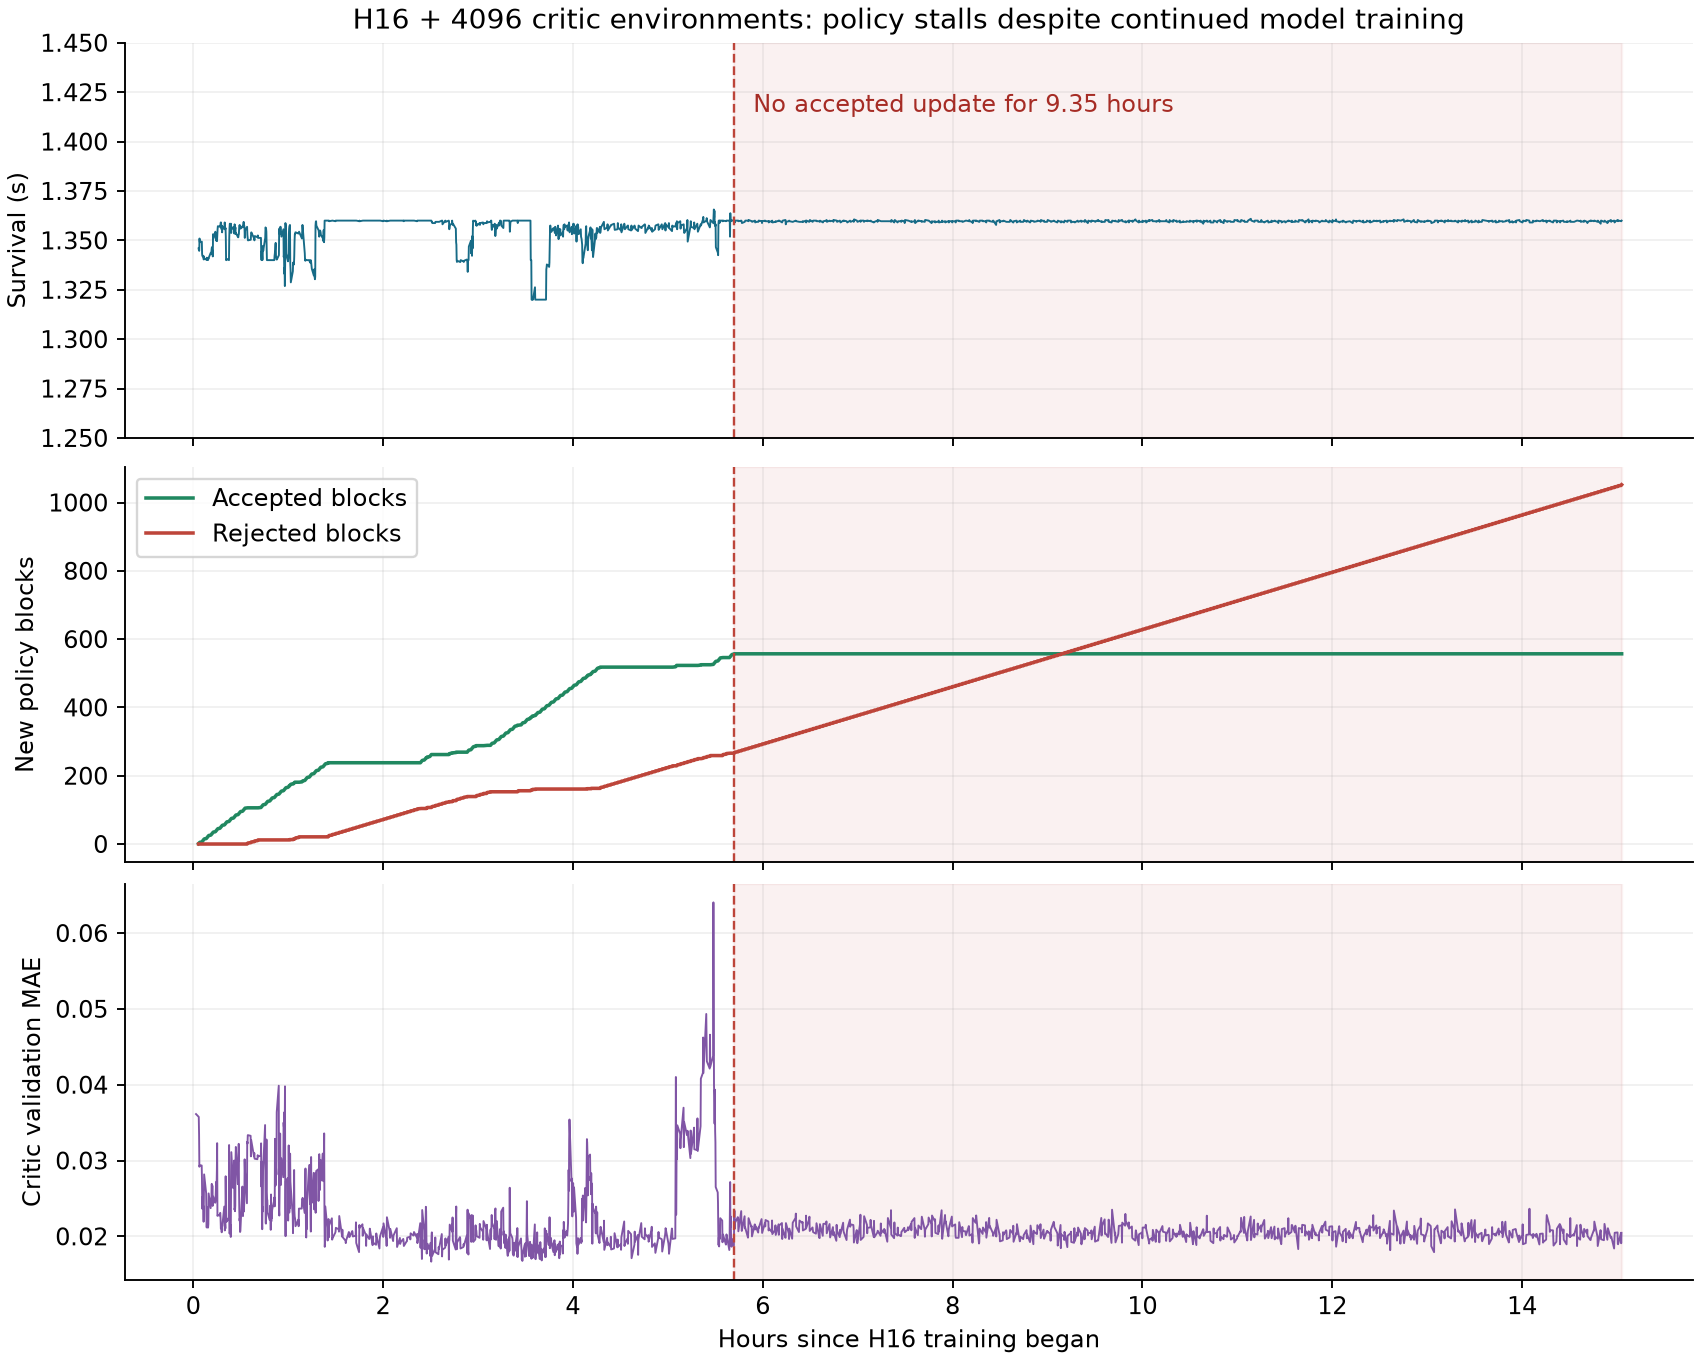 H16 + 4096 critic environments: policy stalls despite continued model training
1.450
1.425
1.400
1.375
1.350
1.325
1.300
1.275
1.250
Survival (s)
No accepted update for 9.35 hours
1000
800
600
400
200
0
New policy blocks
Accepted blocks
Rejected blocks
0.06
0.05
0.04
0.03
0.02
Critic validation MAE
0 2 4 6 8 10 12 14
Hours since H16 training began